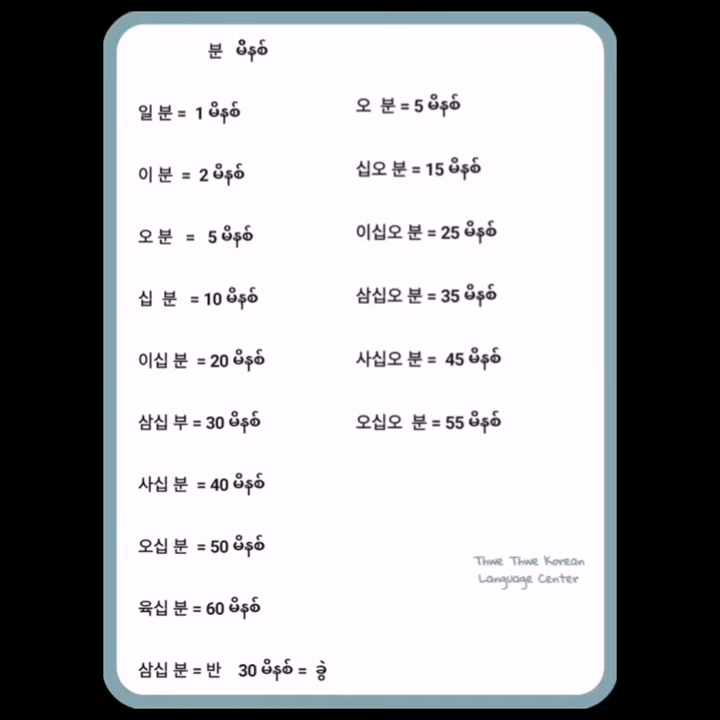 분 မိနစ်
일 분 = 1 မိနစ်
이 분 = 2 မိနစ်
오 분 = 5 မိနစ်
십 분 = 10 မိနစ်
이십 분 = 20 မိနစ်
삼십 부 = 30 မိနစ်
사십 분 = 40 မိနစ်
오십 분 = 50 မိနစ်
육십 분 = 60 မိနစ်
삼십 분 = 반 30 မိနစ် = ခွဲ
오 분 = 5 မိနစ်
십오 분 = 15 မိနစ်
이십오 분 = 25 မိနစ်
삼십오 분 = 35 မိနစ်
사십오 분 = 45 မိနစ်
오십오 분 = 55 မိနစ်
Thwe Thwe Korean
Language Center